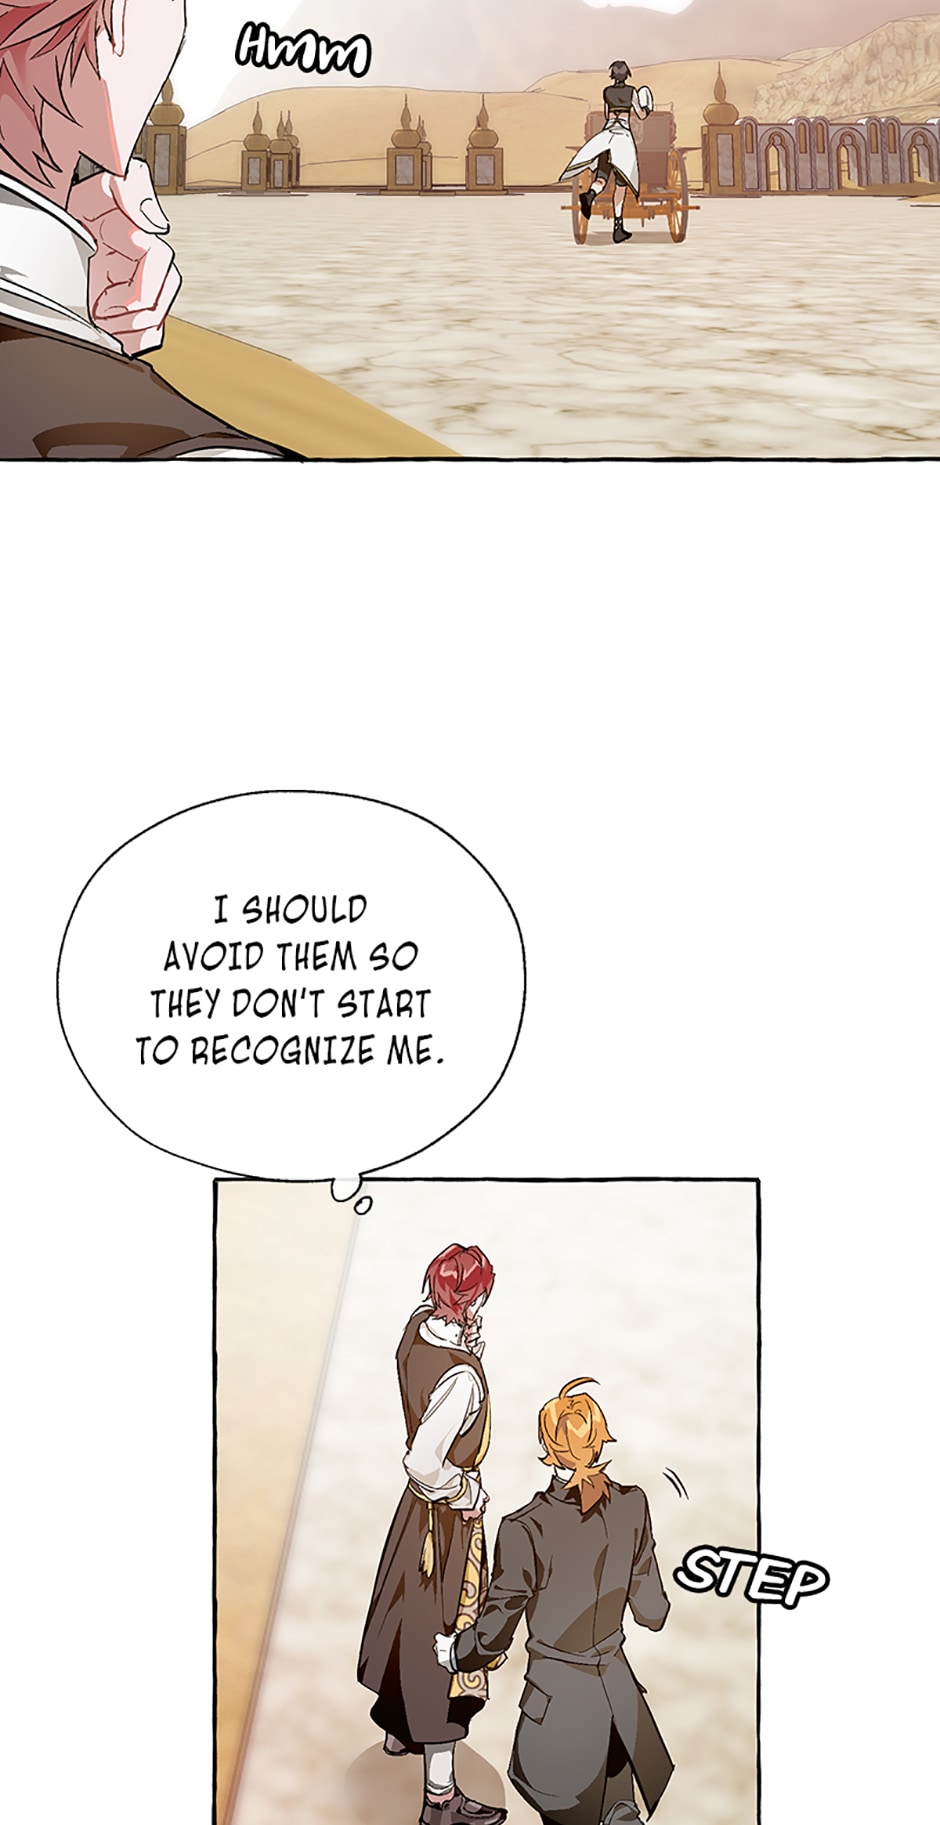 HMM
I SHOULD
AVOID THEM SO
THEY DON'T START
TO RECOGNIZE ME.
STEP